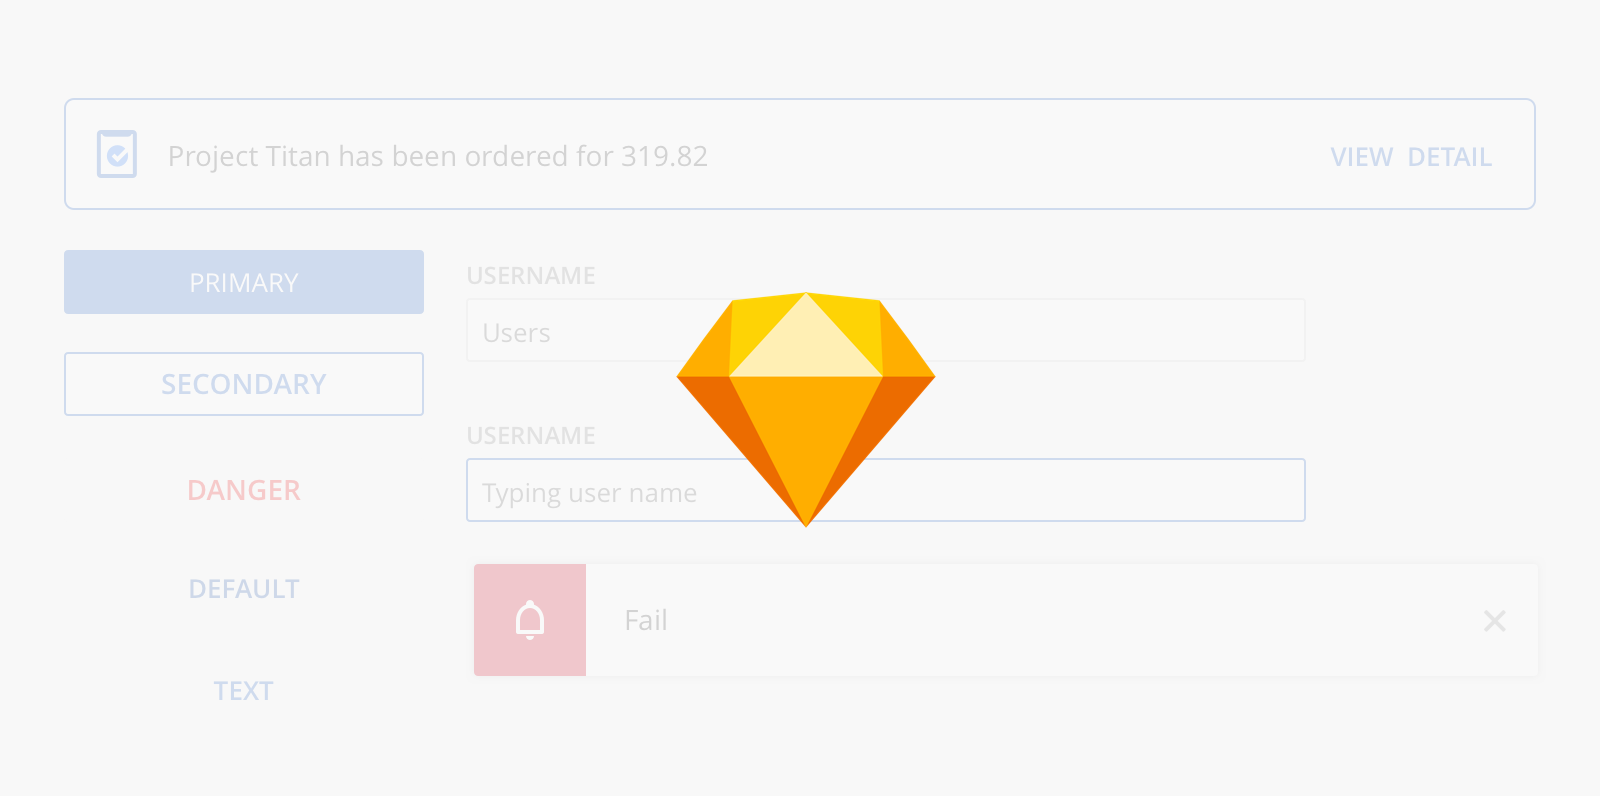 Project Titan has been ordered for 319.82
VIEW DETAIL
PRIMARY
SECONDARY
DANGER
DEFAULT
TEXT
USERNAME
Users
USERNAME
Typing user name
Fail